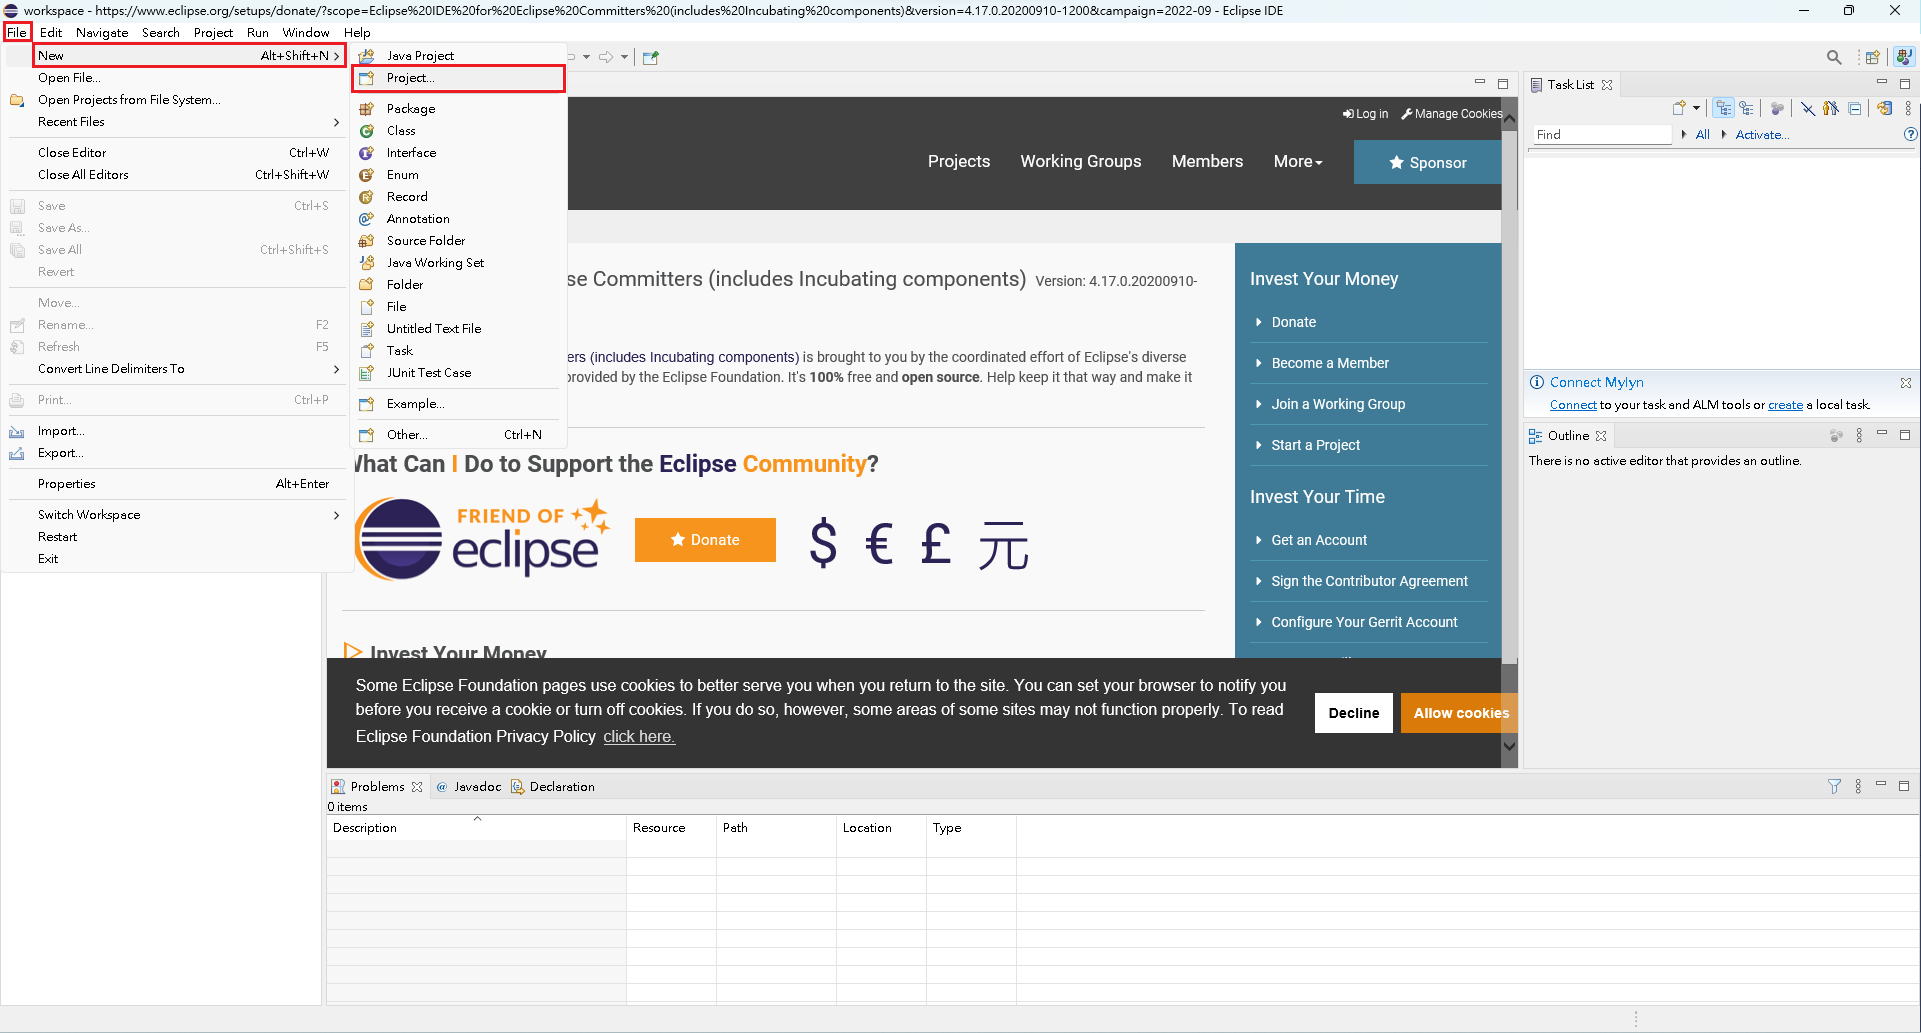 workspace - https://www.eclipse.org/setups/donate/?scope=Eclipse%20IDE%20for%20Eclipse%20Committers%20(includes%20Incubating%20components)&version=4.17.0.20200910-1200&campaign=2022-09 - Eclipse IDE
File Edit Navigate Search Project Run Window Help
New Alt+Shift+N
Open File...
Open Projects from File System...
Recent Files
Close Editor Ctrl+W
Close All Editors Ctrl+Shift+W
Save Ctrl+S
Save As...
Save All Ctrl+Shift+S
Revert
Move...
Rename... F2
Refresh F5
Convert Line Delimiters To
Print... Ctrl+P
Import...
Export...
Properties Alt+Enter
Switch Workspace
Restart
Exit
Java Project
Project...
Package
Class
Interface
Enum
Record
Annotation
Source Folder
Java Working Set
Folder
File
Untitled Text File
Task
JUnit Test Case
Example...
Other... Ctrl+N
Log in Manage Cookies
Projects Working Groups Members More Sponsor
se Committers (includes Incubating components) Version: 4.17.0.20200910-
ers (includes Incubating components) is brought to you by the coordinated effort of Eclipse's diverse
provided by the Eclipse Foundation. It's 100% free and open source. Help keep it that way and make it
What Can I Do to Support the Eclipse Community?
FRIEND OF
eclipse
Donate
$ € £ 元
Invest Your Money
Invest Your Money
Donate
Become a Member
Join a Working Group
Start a Project
Invest Your Time
Get an Account
Sign the Contributor Agreement
Configure Your Gerrit Account
Some Eclipse Foundation pages use cookies to better serve you when you return to the site. You can set your browser to notify you
before you receive a cookie or turn off cookies. If you do so, however, some areas of some sites may not function properly. To read
Eclipse Foundation Privacy Policy click here.
Decline Allow cookies
Task List
Find All Activate...
Connect Mylyn
Connect to your task and ALM tools or create a local task.
Outline
There is no active editor that provides an outline.
Problems Javadoc Declaration
0 items
Description Resource Path Location Type